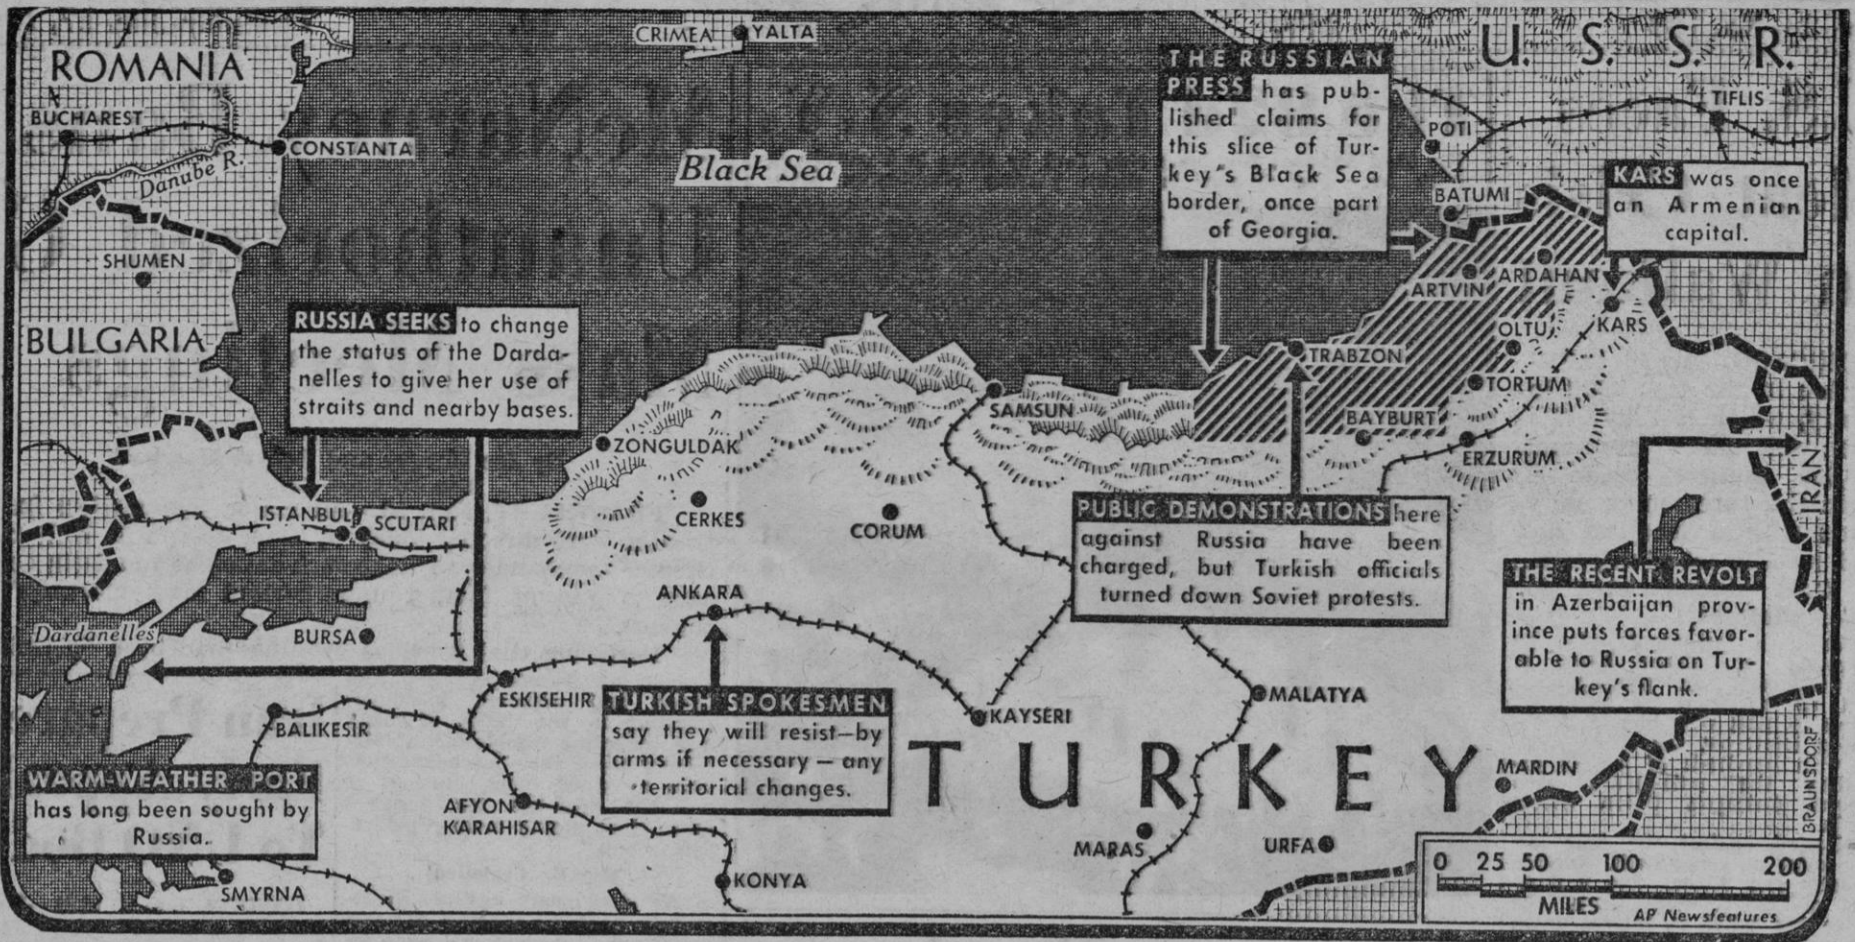 CRIMEA
YALTA
U. S. S. R.
ROMANIA
BUCHAREST
CONSTANTA
Danube R.
Black Sea
THE RUSSIAN
PRESS has pub-
lished claims for
this slice of Tur-
key's Black Sea
border, once part
of Georgia.
TIFLIS
POTI
BATUMI
KARS was once
an Armenian
capital.
SHUMEN
BULGARIA
RUSSIA SEEKS to change
the status of the Darda-
nelles to give her use of
straits and nearby bases.
ARTVIN
ARDAHAN
KARS
OLTU
TRABZON
TORTUM
SAMSUN
BAYBURT
ERZURUM
ZONGULDAK
IRAN
ISTANBUL
SCUTARI
CERKES
CORUM
PUBLIC DEMONSTRATIONS here
against Russia have been
charged, but Turkish officials
turned down Soviet protests.
THE RECENT REVOLT
in Azerbaijan prov-
ince puts forces favor-
able to Russia on Tur-
key's flank.
ANKARA
Dardanelles
BURSA
ESKISEHIR
TURKISH SPOKESMEN
say they will resist—by
arms if necessary — any
territorial changes.
KAYSERI
MALATYA
BALIKESIR
TURKEY
MARDIN
BRAUNSDORF
WARM-WEATHER PORT
has long been sought by
Russia.
AFYON
KARAHISAR
MARAS
URFA
SMYRNA
KONYA
0 25 50 100 200
MILES
AP Newsfeatures